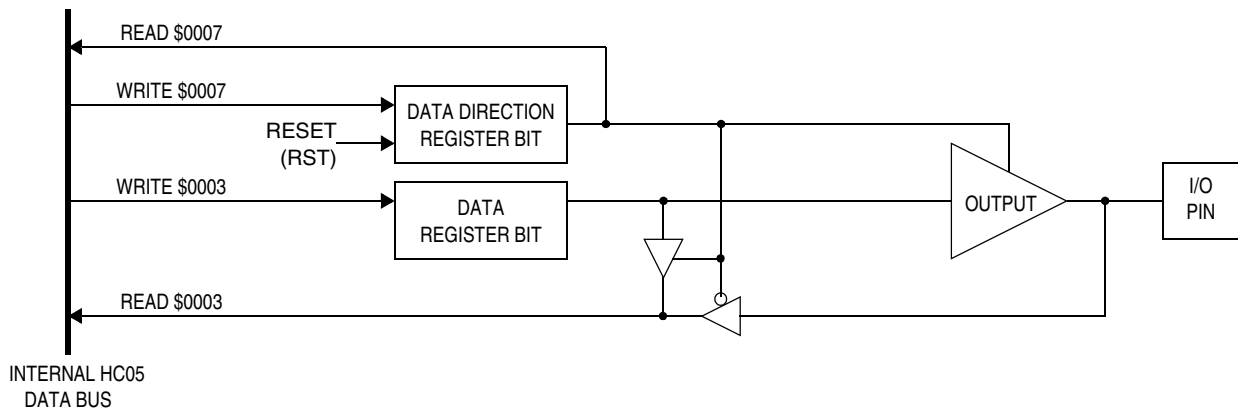 READ $0007
WRITE $0007
DATA DIRECTION
REGISTER BIT
RESET
(RST)
WRITE $0003
DATA
REGISTER BIT
OUTPUT
I/O
PIN
READ $0003
INTERNAL HC05
DATA BUS